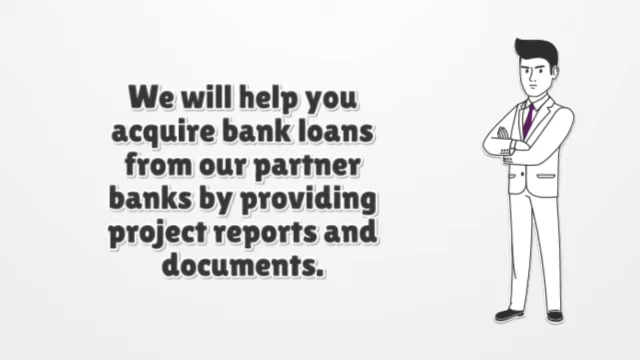 We will help you
acquire bank loans
from our partner
banks by providing
project reports and
documents.